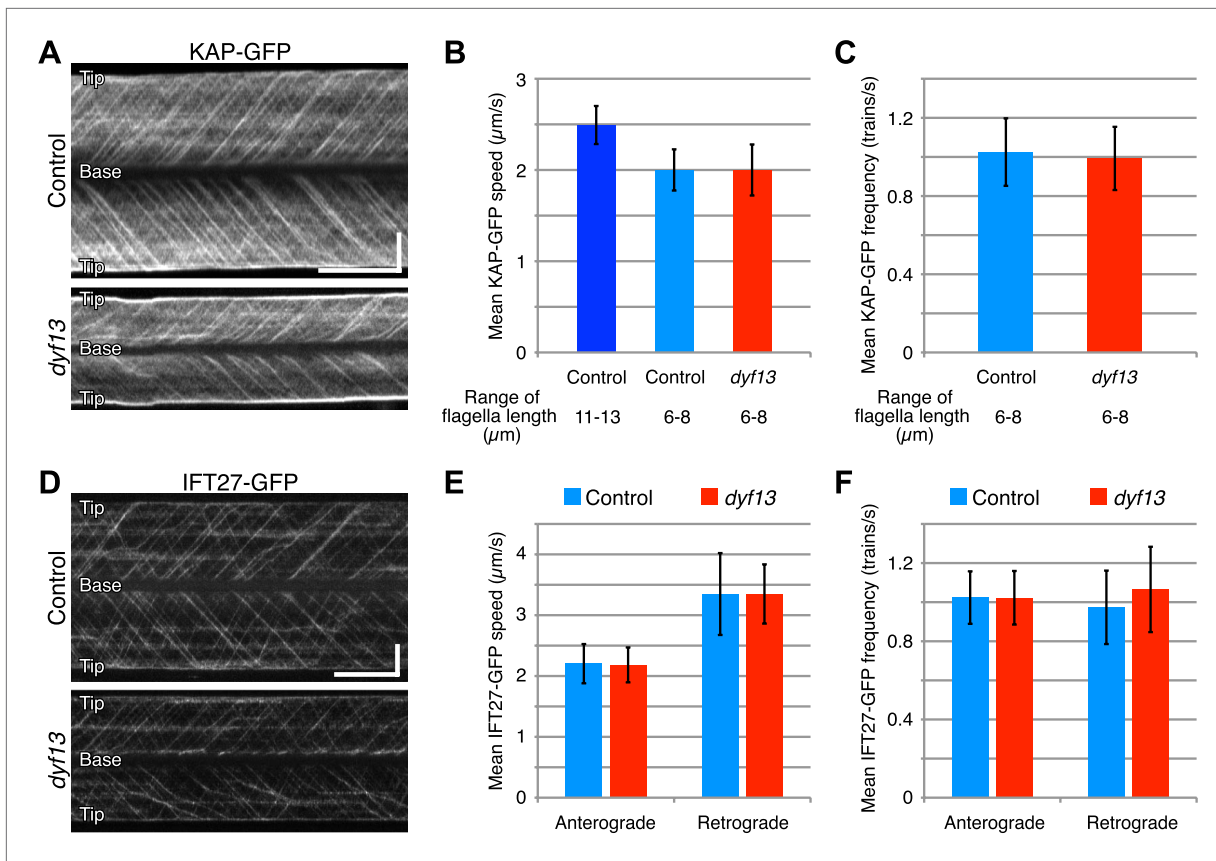 A
KAP-GFP
Control
Tip
Base
Tip
dyf13
Tip
Base
Tip
B
Mean KAP-GFP speed (µm/s)
3
2
1
0
Control Control dyf13
Range of
flagella length
(µm)
11-13 6-8 6-8
C
Mean KAP-GFP frequency (trains/s)
1.2
0.8
0.4
0
Control dyf13
Range of
flagella length
(µm)
6-8 6-8
D
IFT27-GFP
Control
Tip
Base
Tip
dyf13
Tip
Base
Tip
E
Control dyf13
Mean IFT27-GFP speed (µm/s)
4
3
2
1
0
Anterograde Retrograde
F
Control dyf13
Mean IFT27-GFP frequency (trains/s)
1.2
0.8
0.4
0
Anterograde Retrograde